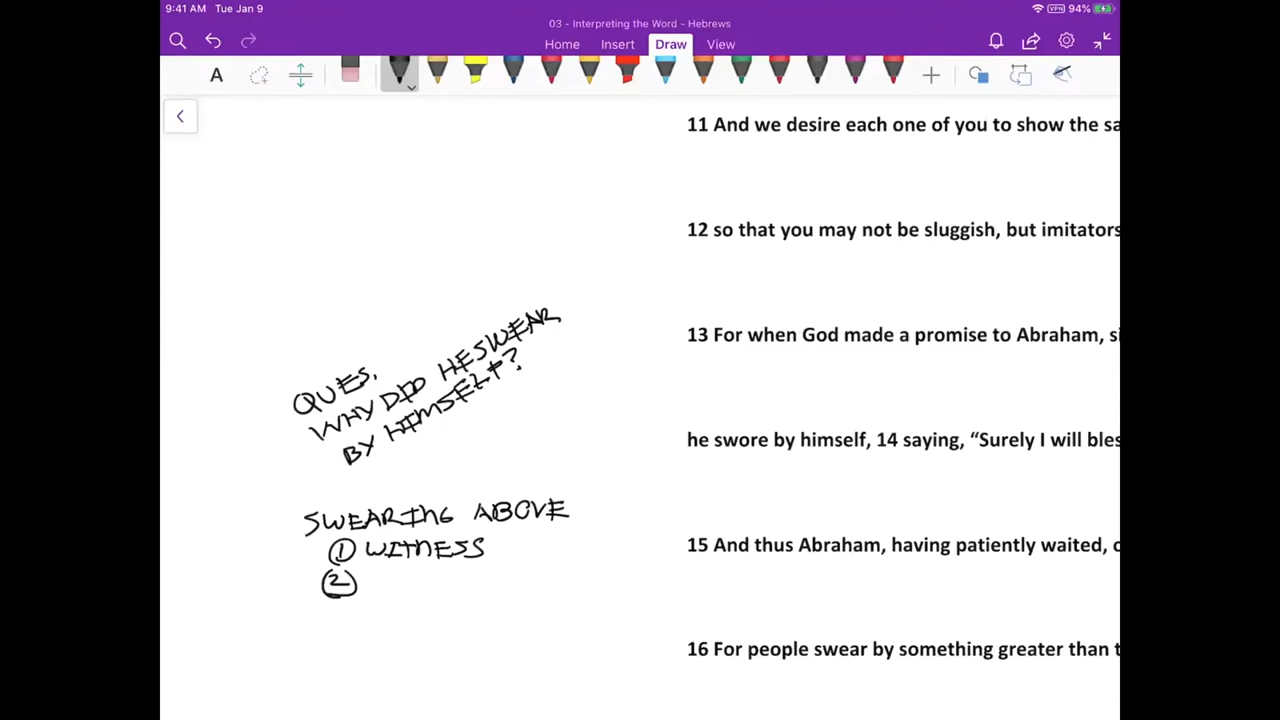 9:41 AM Tue Jan 9
VPN 94%
03 - Interpreting the Word - Hebrews
Home Insert Draw View
A
11 And we desire each one of you to show the sa
12 so that you may not be sluggish, but imitators
13 For when God made a promise to Abraham, si
he swore by himself, 14 saying, “Surely I will bles
15 And thus Abraham, having patiently waited, o
16 For people swear by something greater than t
QUES.
WHY DID HE SWEAR
BY HIMSELF?
SWEARING ABOVE
① WITNESS
②